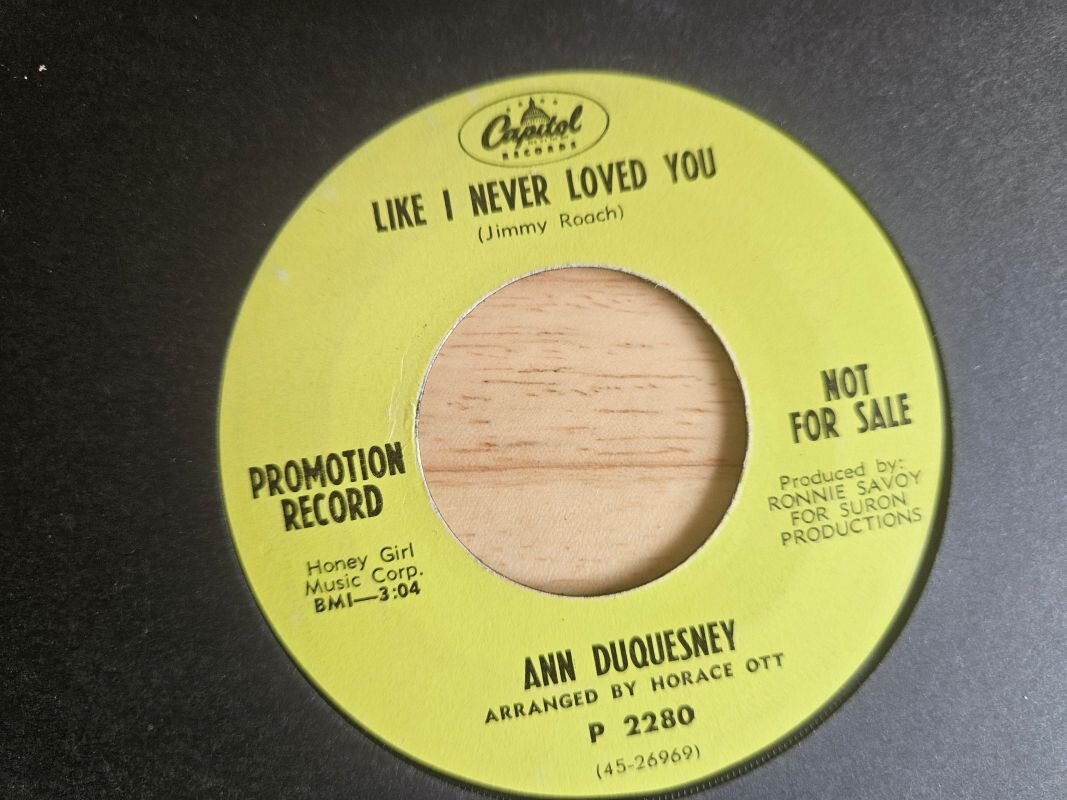 Capitol
RECORDS
LIKE I NEVER LOVED YOU
(Jimmy Roach)
NOT
FOR SALE
PROMOTION
RECORD
Produced by:
RONNIE SAVOY
FOR SURON
PRODUCTIONS
Honey Girl
Music Corp.
BMI—3:04
ANN DUQUESNEY
ARRANGED BY HORACE OTT
P 2280
(45-26969)